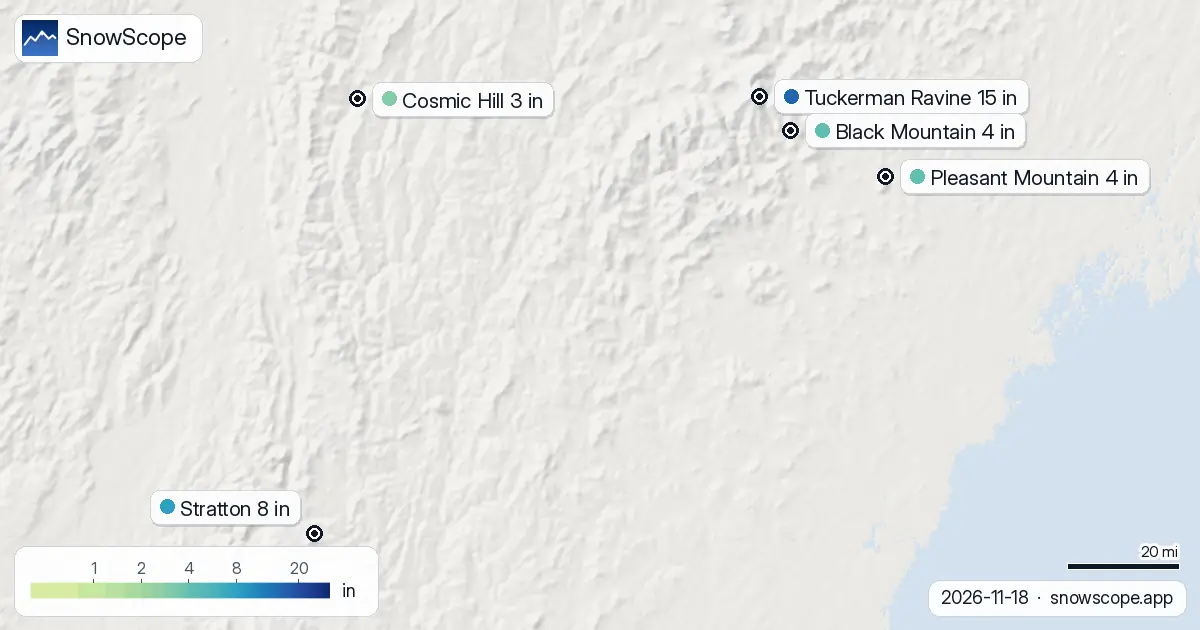 SnowScope
Cosmic Hill 3 in
Tuckerman Ravine 15 in
Black Mountain 4 in
Pleasant Mountain 4 in
Stratton 8 in
1 2 4 8 20
in
20 mi
2026-11-18 · snowscope.app